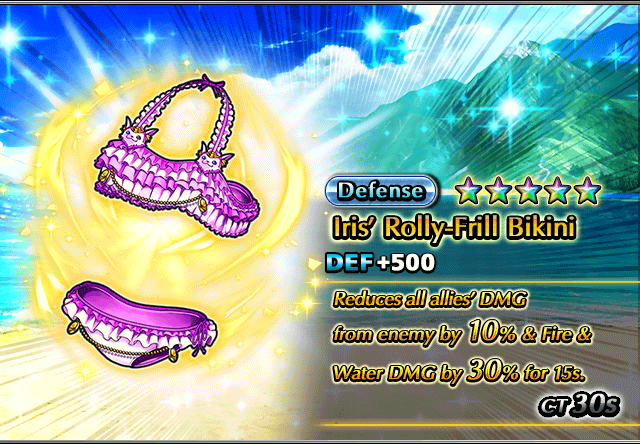 Defense
Iris' Rolly-Frill Bikini
DEF+500
Reduces all allies' DMG
from enemy by 10% & Fire &
Water DMG by 30% for 15s.
CT 30s